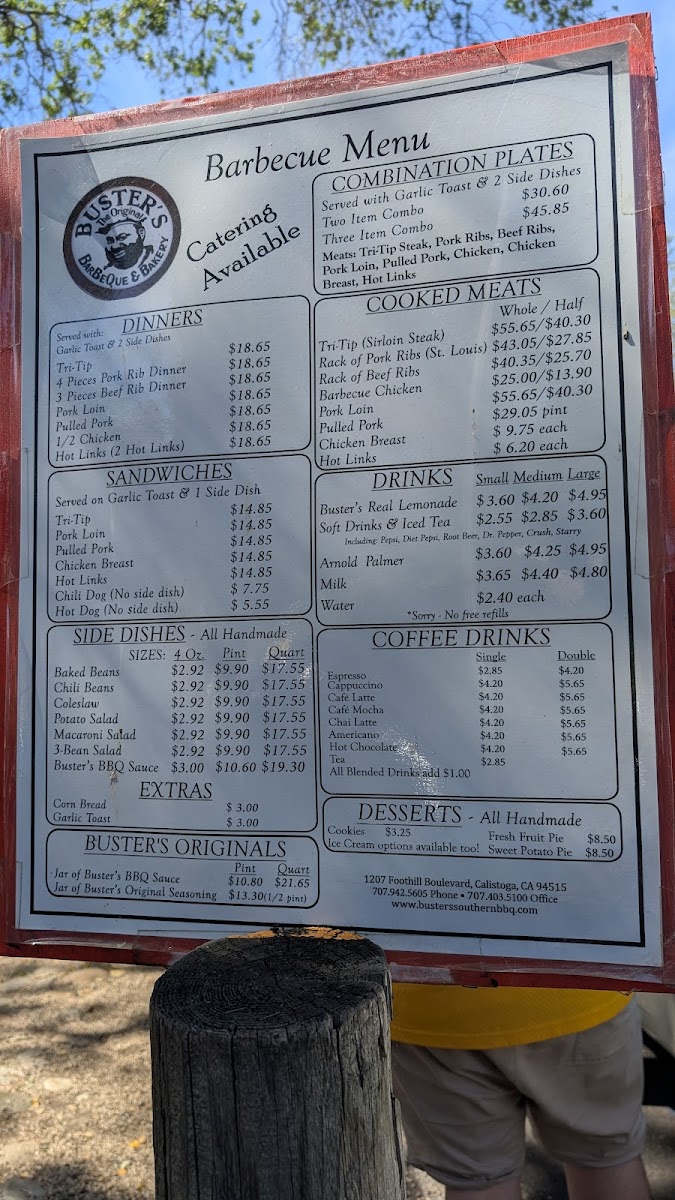 Barbecue Menu
BUSTER'S
The Original
BARBEQUE & BAKERY
Catering
Available
COMBINATION PLATES
Served with Garlic Toast & 2 Side Dishes
Two Item Combo $30.60
Three Item Combo $45.85
Meats: Tri-Tip Steak, Pork Ribs, Beef Ribs,
Pork Loin, Pulled Pork, Chicken, Chicken
Breast, Hot Links
DINNERS
Served with:
Garlic Toast & 2 Side Dishes
Tri-Tip $18.65
4 Pieces Pork Rib Dinner $18.65
3 Pieces Beef Rib Dinner $18.65
Pork Loin $18.65
Pulled Pork $18.65
1/2 Chicken $18.65
Hot Links (2 Hot Links) $18.65
COOKED MEATS
Whole / Half
Tri-Tip (Sirloin Steak) $55.65/$40.30
Rack of Pork Ribs (St. Louis) $43.05/$27.85
Rack of Beef Ribs $40.35/$25.70
Barbecue Chicken $25.00/$13.90
Pork Loin $55.65/$40.30
Pulled Pork $29.05 pint
Chicken Breast $ 9.75 each
Hot Links $ 6.20 each
SANDWICHES
Served on Garlic Toast & 1 Side Dish
Tri-Tip $14.85
Pork Loin $14.85
Pulled Pork $14.85
Chicken Breast $14.85
Hot Links $14.85
Chili Dog (No side dish) $ 7.75
Hot Dog (No side dish) $ 5.55
DRINKS Small Medium Large
Buster's Real Lemonade $3.60 $4.20 $4.95
Soft Drinks & Iced Tea $2.55 $2.85 $3.60
Including: Pepsi, Diet Pepsi, Root Beer, Dr. Pepper, Crush, Starry
Arnold Palmer $3.60 $4.25 $4.95
Milk $3.65 $4.40 $4.80
Water $2.40 each
*Sorry - No free refills
SIDE DISHES - All Handmade
SIZES: 4 Oz. Pint Quart
Baked Beans $2.92 $9.90 $17.55
Chili Beans $2.92 $9.90 $17.55
Coleslaw $2.92 $9.90 $17.55
Potato Salad $2.92 $9.90 $17.55
Macaroni Salad $2.92 $9.90 $17.55
3-Bean Salad $2.92 $9.90 $17.55
Buster's BBQ Sauce $3.00 $10.60 $19.30
EXTRAS
Corn Bread $ 3.00
Garlic Toast $ 3.00
COFFEE DRINKS
Single Double
Espresso $2.85 $4.20
Cappuccino $4.20 $5.65
Café Latte $4.20 $5.65
Café Mocha $4.20 $5.65
Chai Latte $4.20 $5.65
Americano $4.20 $5.65
Hot Chocolate $4.20 $5.65
Tea $2.85
All Blended Drinks add $1.00
DESSERTS - All Handmade
Cookies $3.25 Fresh Fruit Pie $8.50
Ice Cream options available too! Sweet Potato Pie $8.50
BUSTER'S ORIGINALS
Pint Quart
Jar of Buster's BBQ Sauce $10.80 $21.65
Jar of Buster's Original Seasoning $13.30(1/2 pint)
1207 Foothill Boulevard, Calistoga, CA 94515
707.942.5605 Phone • 707.403.5100 Office
www.busterssouthernbbq.com